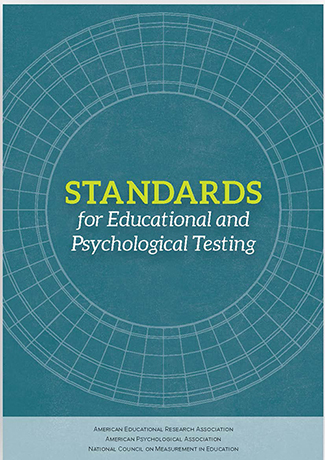 STANDARDS
for Educational and
Psychological Testing
American Educational Research Association
American Psychological Association
National Council on Measurement in Education